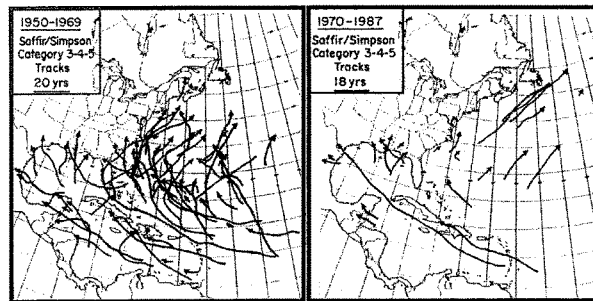 1950-1969
Saffir/Simpson
Category 3-4-5
Tracks
20 yrs
1970-1987
Saffir/Simpson
Category 3-4-5
Tracks
18 yrs